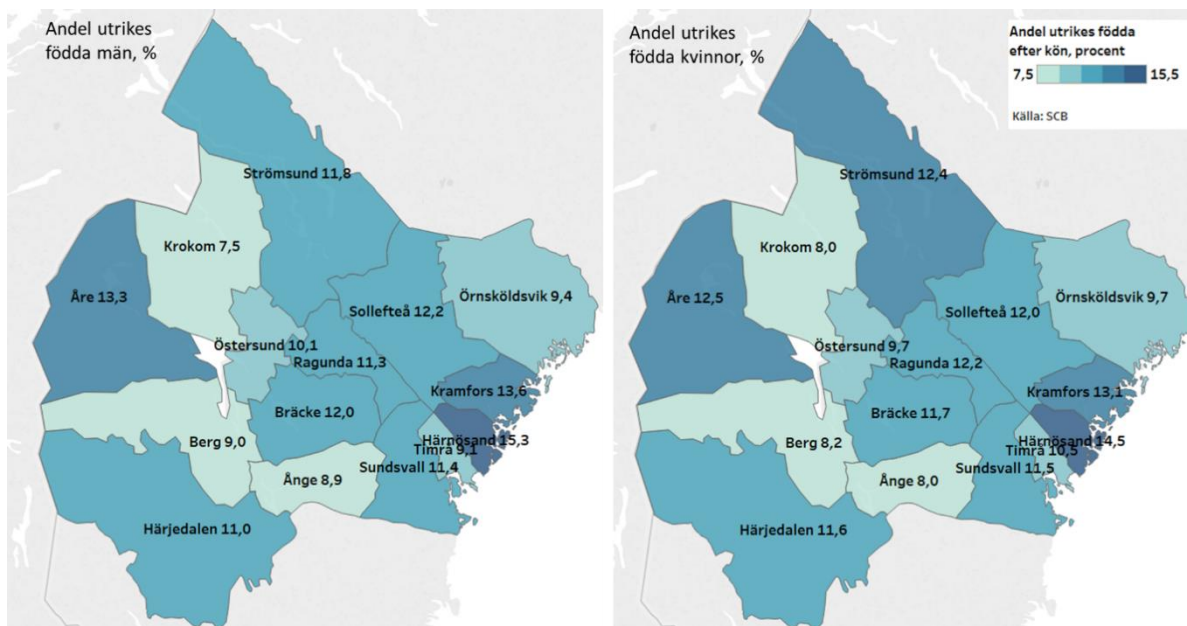 Andel utrikes
födda män, %
Strömsund 11,8
Krokom 7,5
Åre 13,3
Örnsköldsvik 9,4
Sollefteå 12,2
Östersund 10,1
Ragunda 11,3
Kramfors 13,6
Bräcke 12,0
Berg 9,0
Härnösand 15,3
Timrå 9,1
Sundsvall 11,4
Ånge 8,9
Härjedalen 11,0
Andel utrikes
födda kvinnor, %
Andel utrikes födda
efter kön, procent
7,5 15,5
Källa: SCB
Strömsund 12,4
Krokom 8,0
Åre 12,5
Örnsköldsvik 9,7
Sollefteå 12,0
Östersund 9,7
Ragunda 12,2
Kramfors 13,1
Bräcke 11,7
Berg 8,2
Härnösand 14,5
Timrå 10,5
Sundsvall 11,5
Ånge 8,0
Härjedalen 11,6